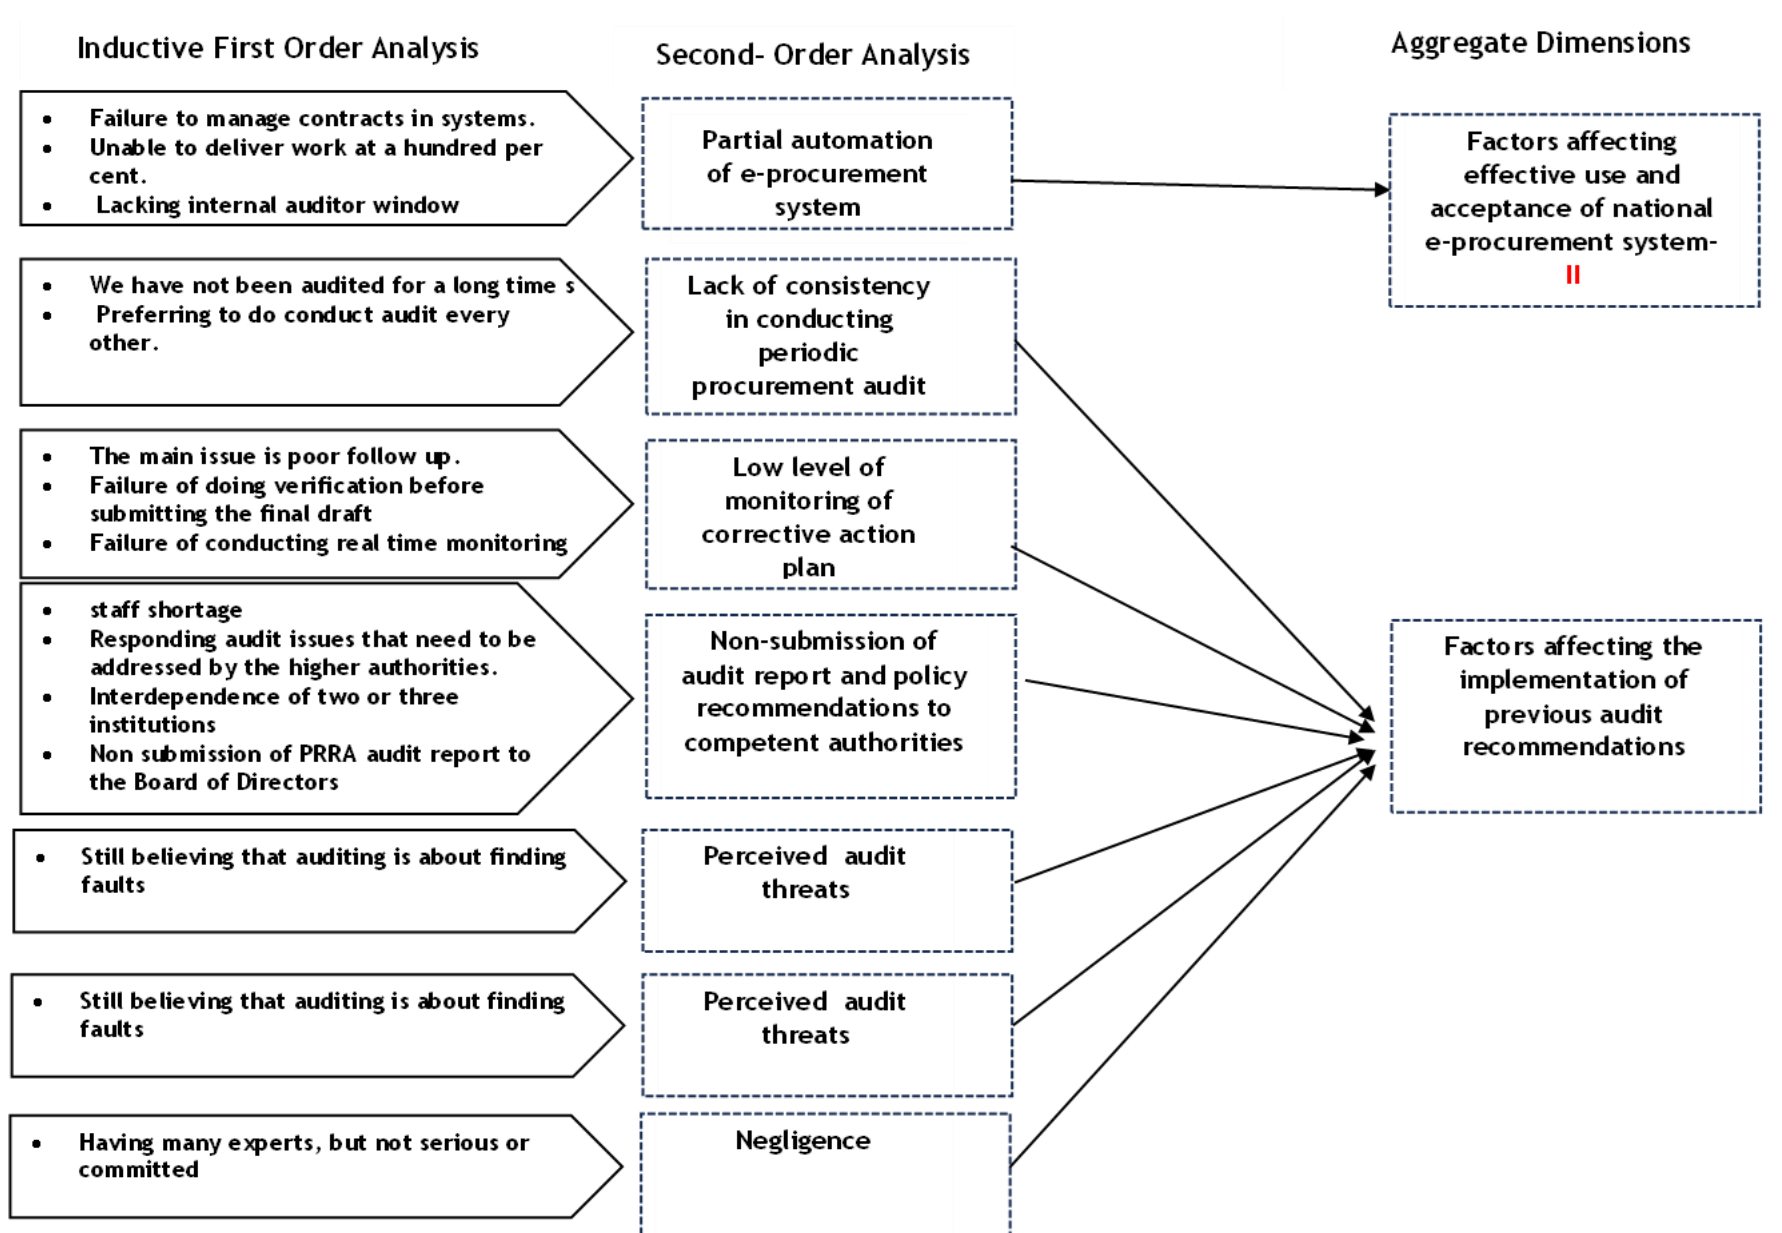 Inductive First Order Analysis
Second- Order Analysis
Aggregate Dimensions
• Failure to manage contracts in systems.
• Unable to deliver work at a hundred per
cent.
• Lacking internal auditor window
Partial automation
of e-procurement
system
Factors affecting
effective use and
acceptance of national
e-procurement system-
II
• We have not been audited for a long time s
• Preferring to do conduct audit every
other.
Lack of consistency
in conducting
periodic
procurement audit
• The main issue is poor follow up.
• Failure of doing verification before
submitting the final draft
• Failure of conducting real time monitoring
Low level of
monitoring of
corrective action
plan
• staff shortage
• Responding audit issues that need to be
addressed by the higher authorities.
• Interdependence of two or three
institutions
• Non submission of PRRA audit report to
the Board of Directors
Non-submission of
audit report and policy
recommendations to
competent authorities
Factors affecting the
implementation of
previous audit
recommendations
• Still believing that auditing is about finding
faults
Perceived audit
threats
• Still believing that auditing is about finding
faults
Perceived audit
threats
• Having many experts, but not serious or
committed
Negligence